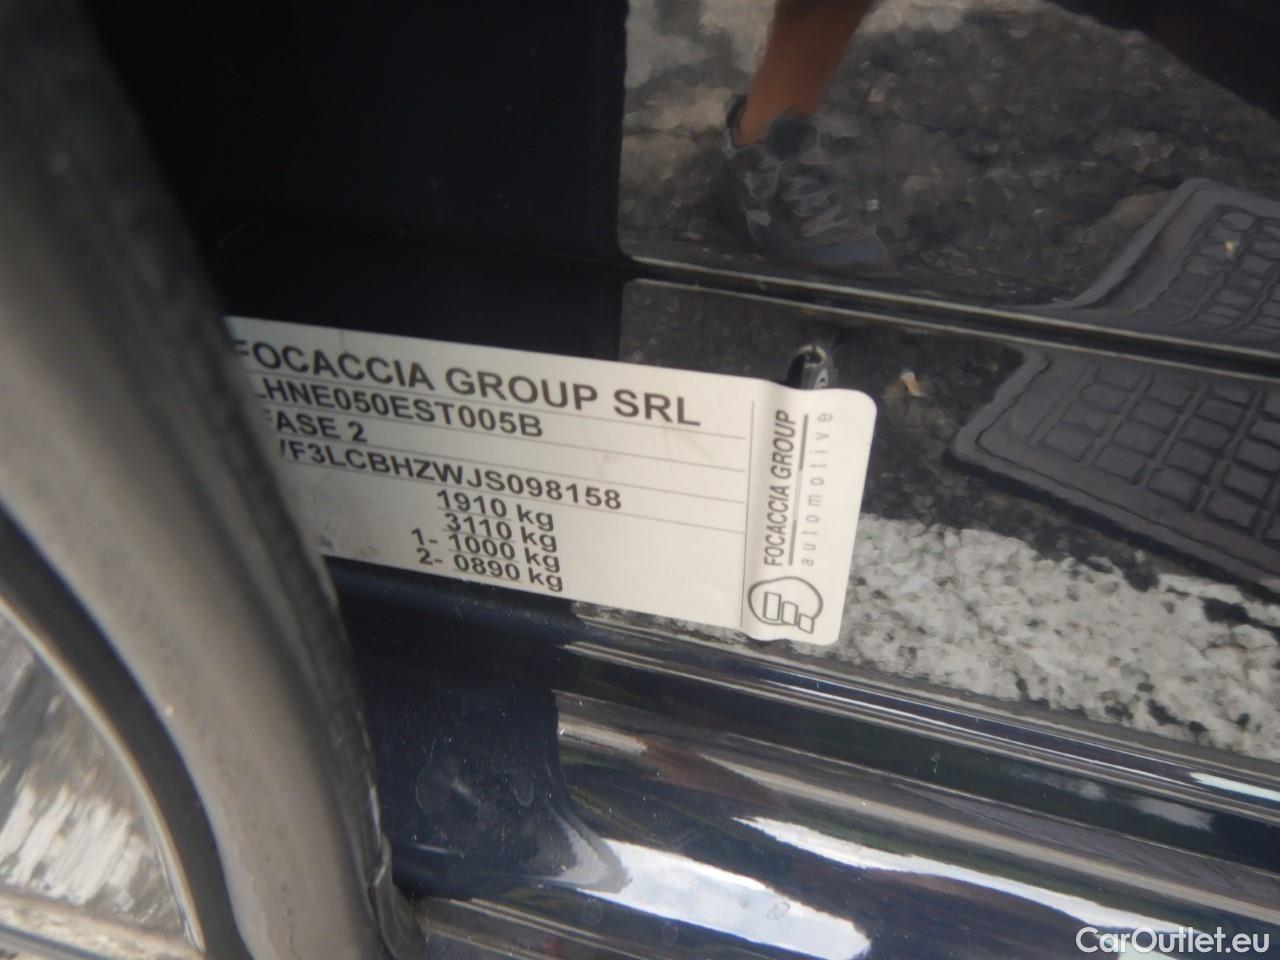 FOCACCIA GROUP SRL
LHNE050EST005B
FASE 2
VF3LCBHZWJS098158
1910 kg
3110 kg
1- 1000 kg
2- 0890 kg
FOCACCIA GROUP
automotive
CarOutlet.eu